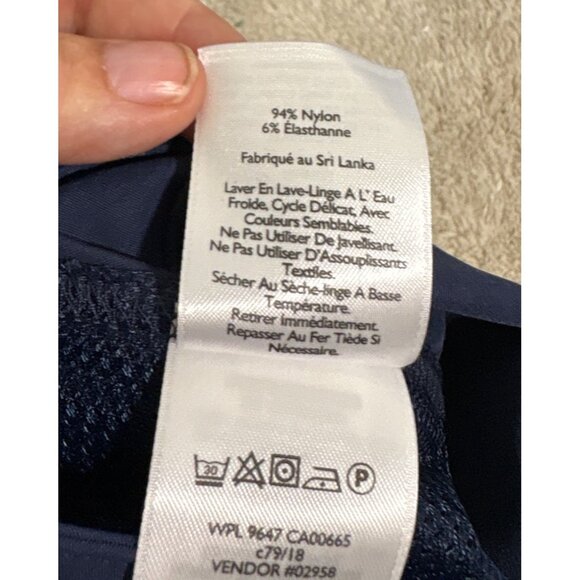 94% Nylon
6% Élasthanne
Fabriqué au Sri Lanka
Laver En Lave-Linge A L' Eau
Froide, Cycle Délicat, Avec
Couleurs Semblables.
Ne Pas Utiliser De Javellisant.
Ne Pas Utiliser D'Assouplissants
Textiles.
Sécher Au Sèche-linge A Basse
Température.
Retirer Immédiatement.
Repasser Au Fer Tiède Si
Nécessaire.
30
P
WPL 9647 CA00665
c79/18
VENDOR #02958